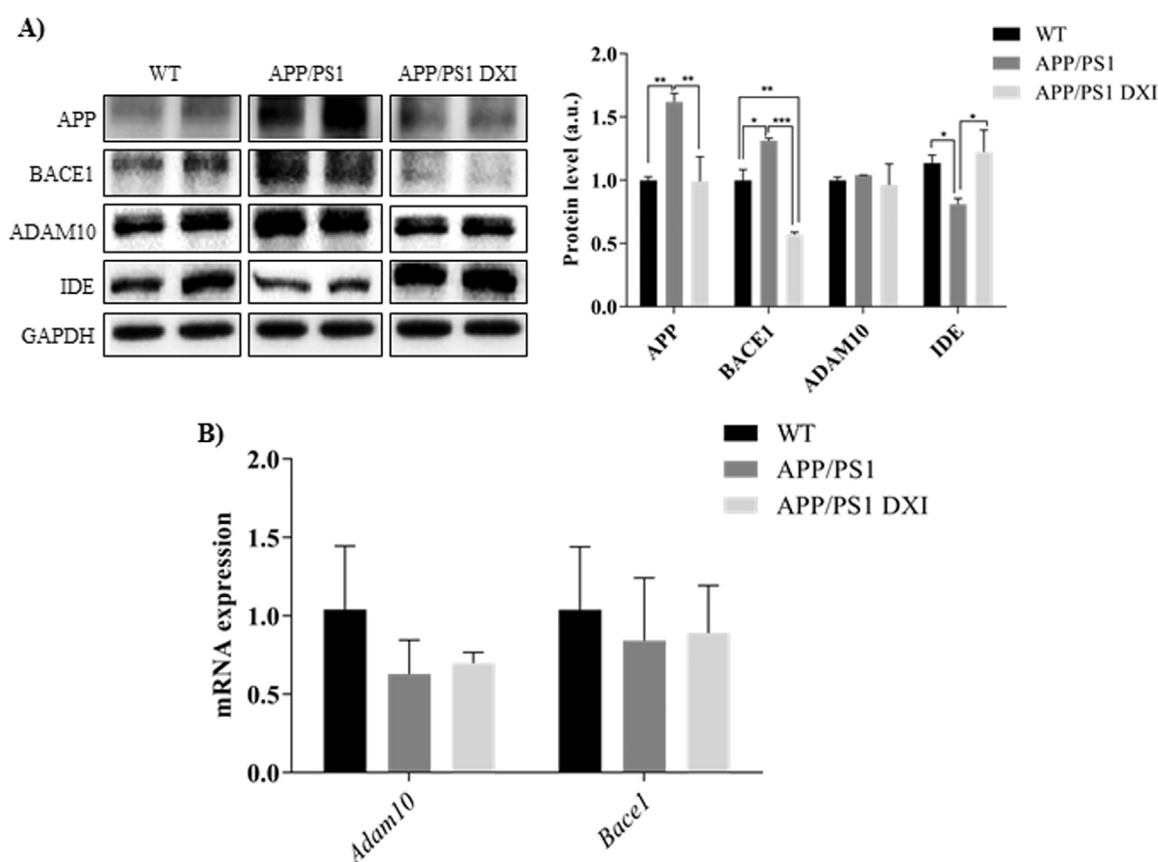 A)
WT APP/PS1 APP/PS1 DXI
APP
BACE1
ADAM10
IDE
GAPDH
WT
APP/PS1
APP/PS1 DXI
Protein level (a.u.)
2.0
1.5
1.0
0.5
0.0
** **
**
* ***
* *
APP BACE1 ADAM10 IDE
B)
WT
APP/PS1
APP/PS1 DXI
mRNA expression
2.0
1.5
1.0
0.5
0.0
Adam10 Bace1